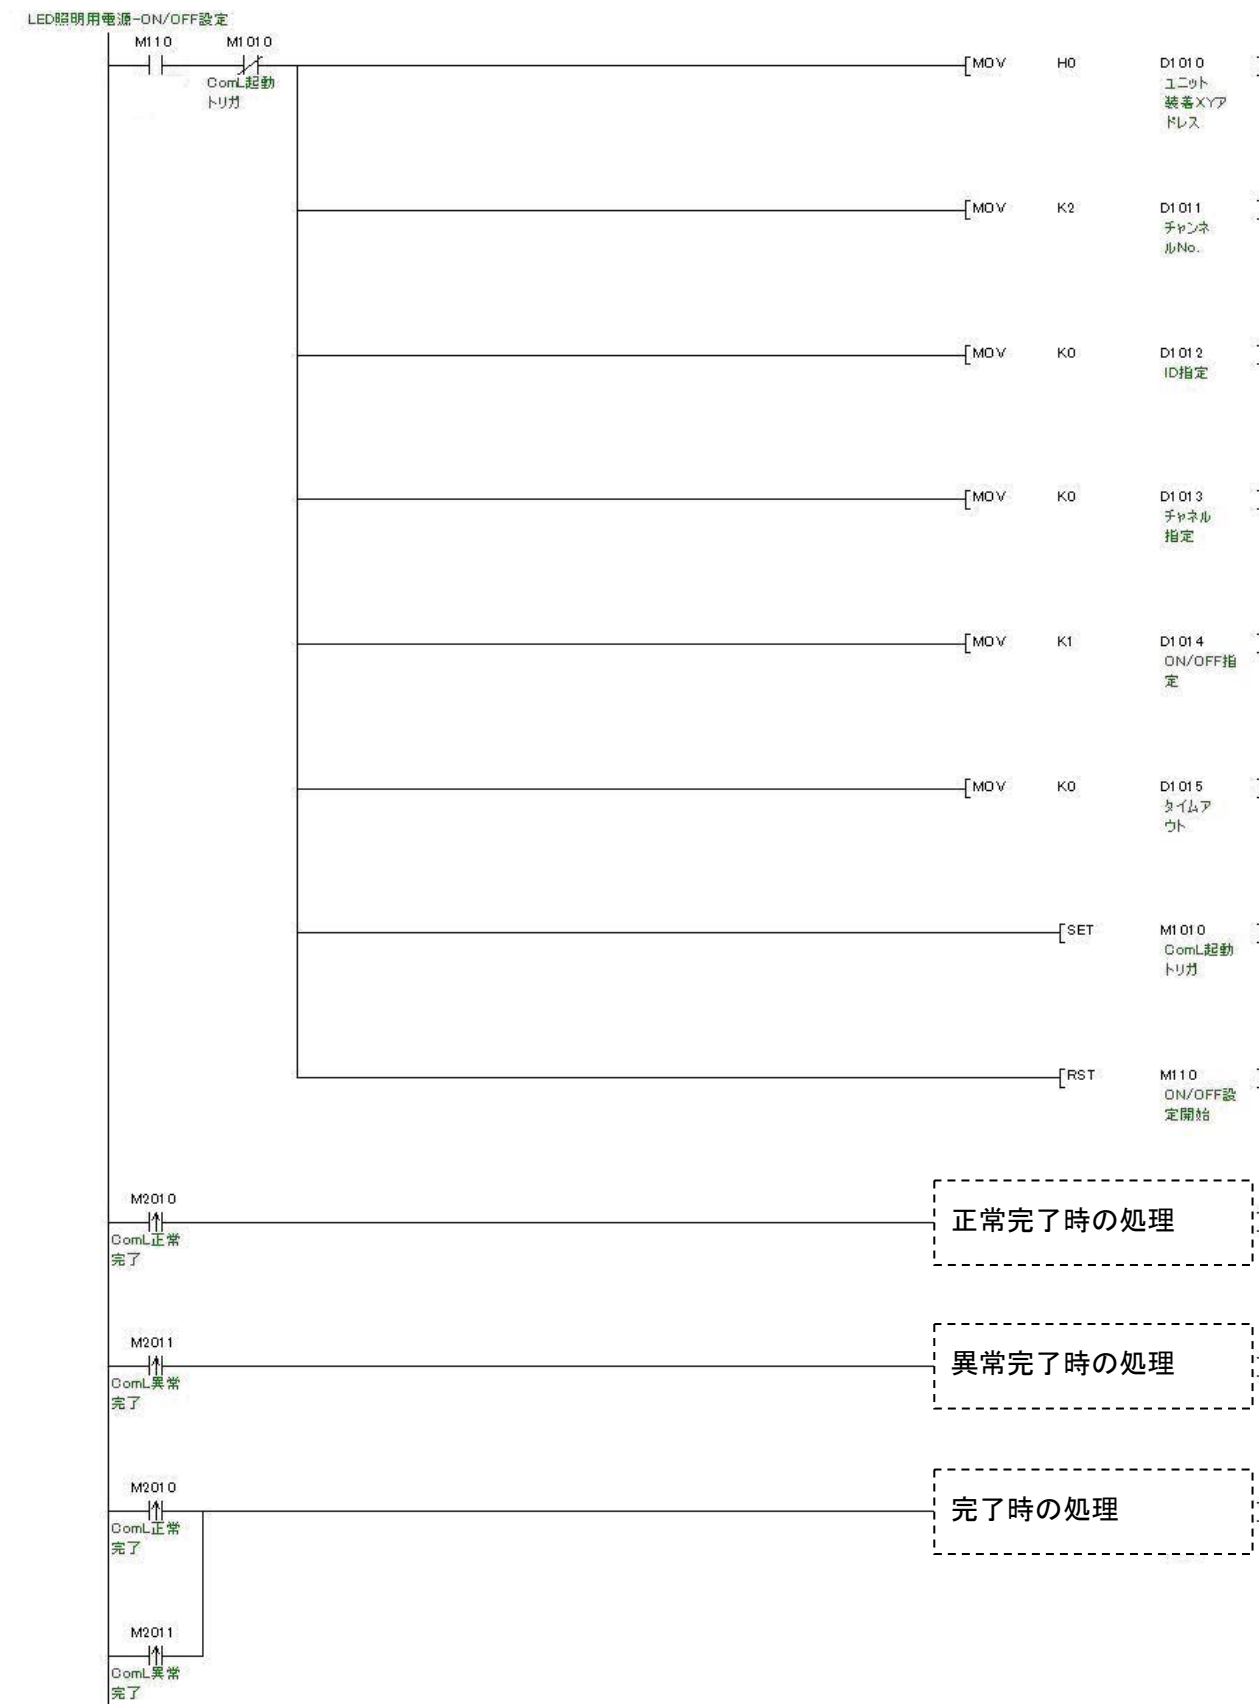 LED照明用電源-ON/OFF設定
M110 M1010
ComL起動
トリガ
MOV H0 D1010
ユニット
装着XYア
ドレス
MOV K2 D1011
チャンネ
ルNo.
MOV K0 D1012
ID指定
MOV K0 D1013
チャネル
指定
MOV K1 D1014
ON/OFF指
定
MOV K0 D1015
タイムア
ウト
SET M1010
ComL起動
トリガ
RST M110
ON/OFF設
定開始
M2010
ComL正常
完了
正常完了時の処理
M2011
ComL異常
完了
異常完了時の処理
M2010
ComL正常
完了
完了時の処理
M2011
ComL異常
完了